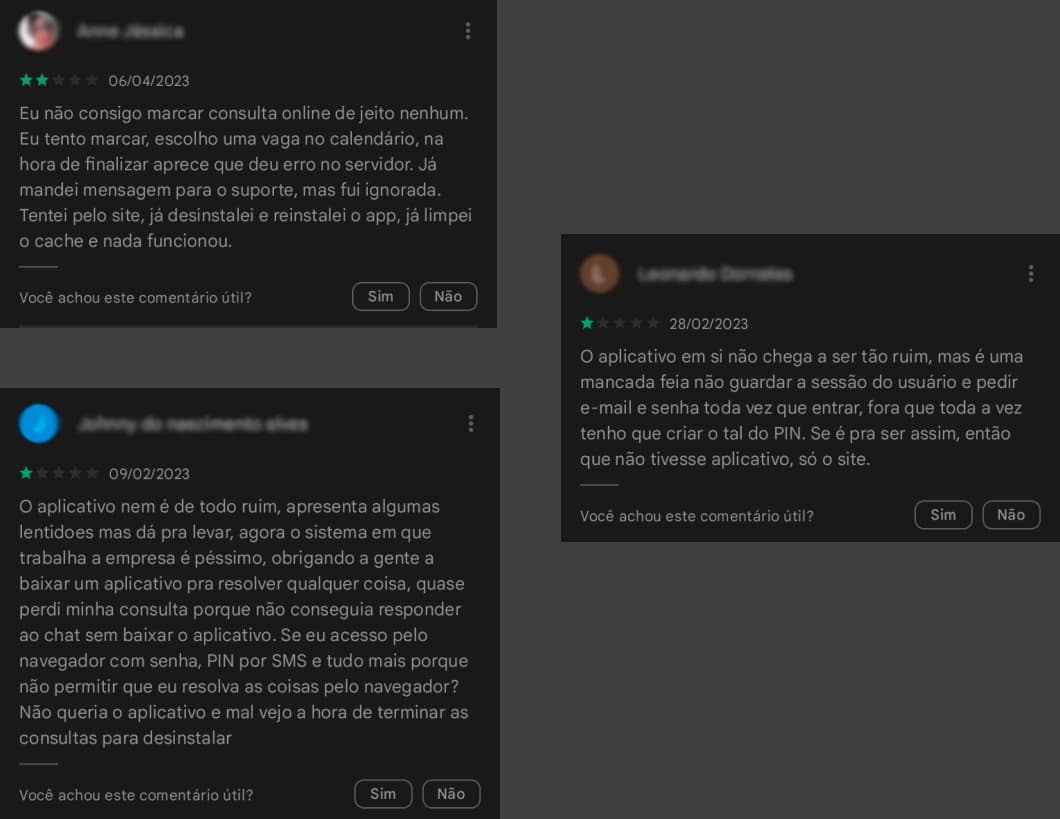 06/04/2023
Eu não consigo marcar consulta online de jeito nenhum.
Eu tento marcar, escolho uma vaga no calendário, na
hora de finalizar aprece que deu erro no servidor. Já
mandei mensagem para o suporte, mas fui ignorada.
Tentei pelo site, já desinstalei e reinstalei o app, já limpei
o cache e nada funcionou.
Você achou este comentário útil?
Sim
Não
09/02/2023
O aplicativo nem é de todo ruim, apresenta algumas
lentidoes mas dá pra levar, agora o sistema em que
trabalha a empresa é péssimo, obrigando a gente a
baixar um aplicativo pra resolver qualquer coisa, quase
perdi minha consulta porque não conseguia responder
ao chat sem baixar o aplicativo. Se eu acesso pelo
navegador com senha, PIN por SMS e tudo mais porque
não permitir que eu resolva as coisas pelo navegador?
Não queria o aplicativo e mal vejo a hora de terminar as
consultas para desinstalar
Você achou este comentário útil?
Sim
Não
28/02/2023
O aplicativo em si não chega a ser tão ruim, mas é uma
mancada feia não guardar a sessão do usuário e pedir
e-mail e senha toda vez que entrar, fora que toda a vez
tenho que criar o tal do PIN. Se é pra ser assim, então
que não tivesse aplicativo, só o site.
Você achou este comentário útil?
Sim
Não